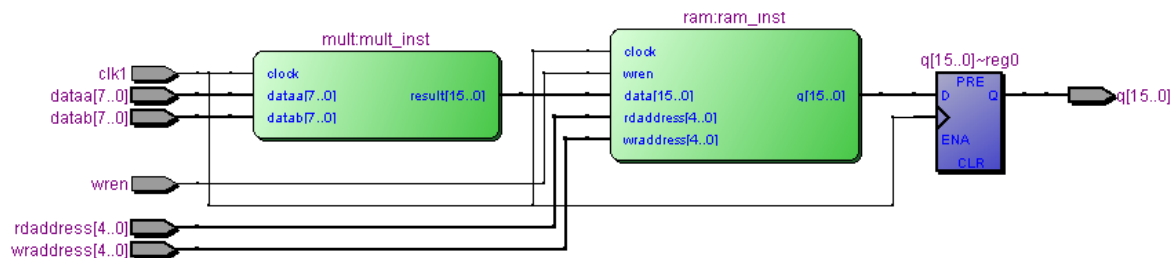 ram:ram_inst
mult:mult_inst
q[15..0]~reg0
clk1
dataa[7..0]
datab[7..0]
clock
dataa[7..0]
datab[7..0]
result[15..0]
clock
wren
data[15..0]
rdaddress[4..0]
wraddress[4..0]
q[15..0]
PRE
D
Q
ENA
CLR
q[15..0]
wren
rdaddress[4..0]
wraddress[4..0]